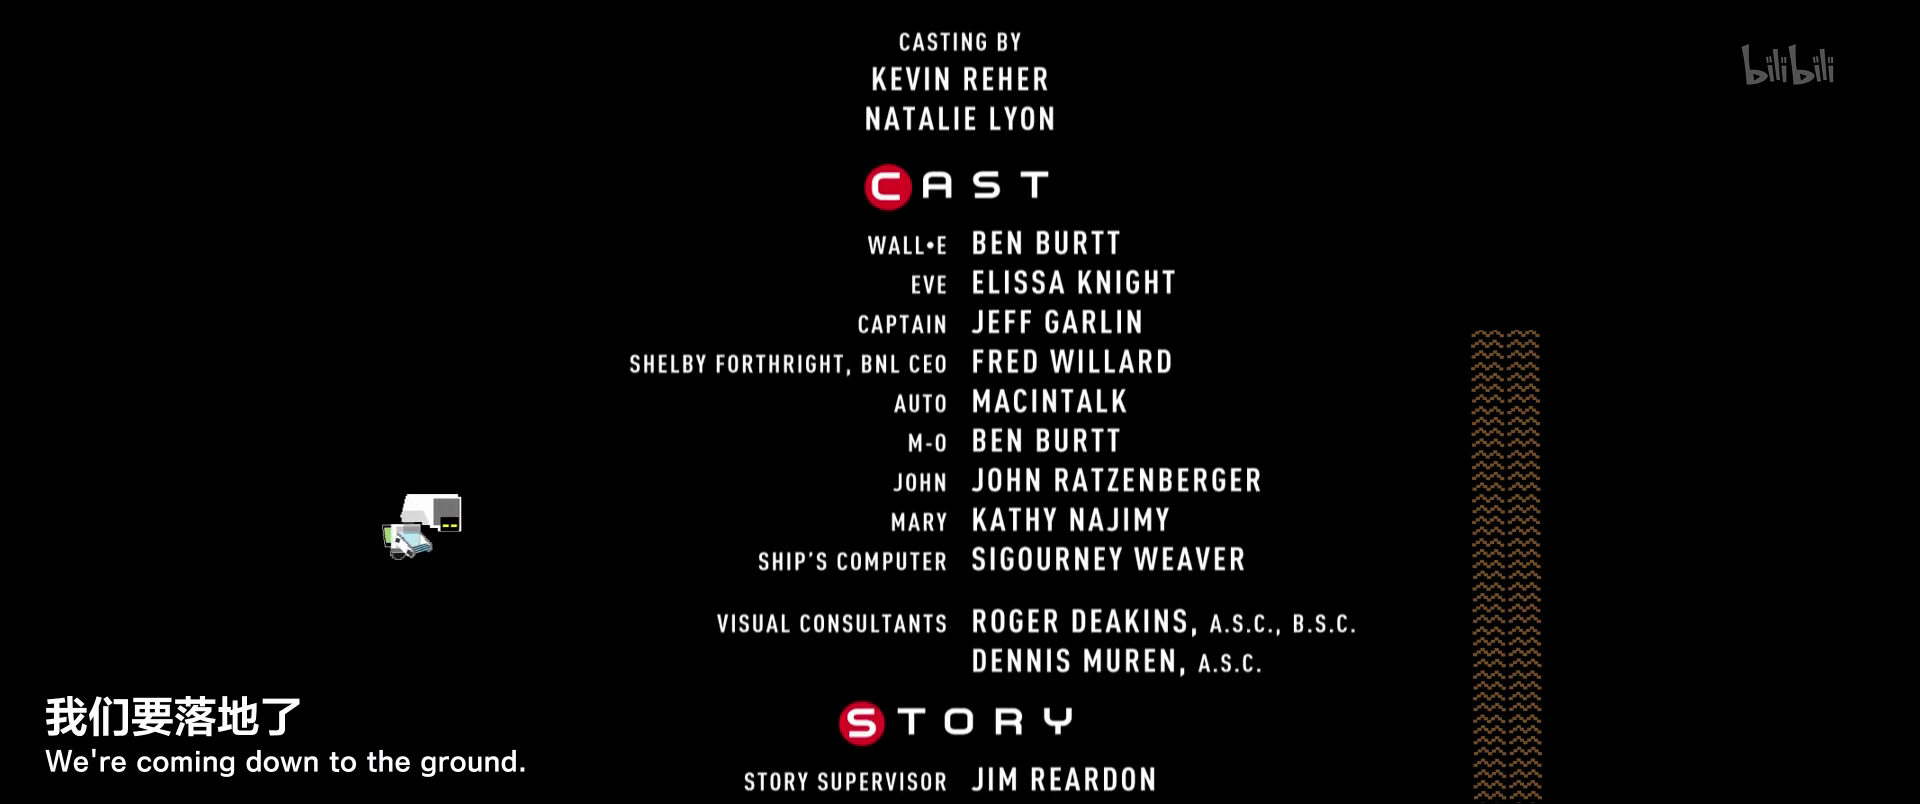 CASTING BY
KEVIN REHER
NATALIE LYON
bilibili
CAST
WALL•E BEN BURTT
EVE ELISSA KNIGHT
CAPTAIN JEFF GARLIN
SHELBY FORTHRIGHT, BNL CEO FRED WILLARD
AUTO MACINTALK
M-O BEN BURTT
JOHN JOHN RATZENBERGER
MARY KATHY NAJIMY
SHIP'S COMPUTER SIGOURNEY WEAVER
VISUAL CONSULTANTS ROGER DEAKINS, A.S.C., B.S.C.
DENNIS MUREN, A.S.C.
STORY
STORY SUPERVISOR JIM REARDON
我们要落地了
We're coming down to the ground.